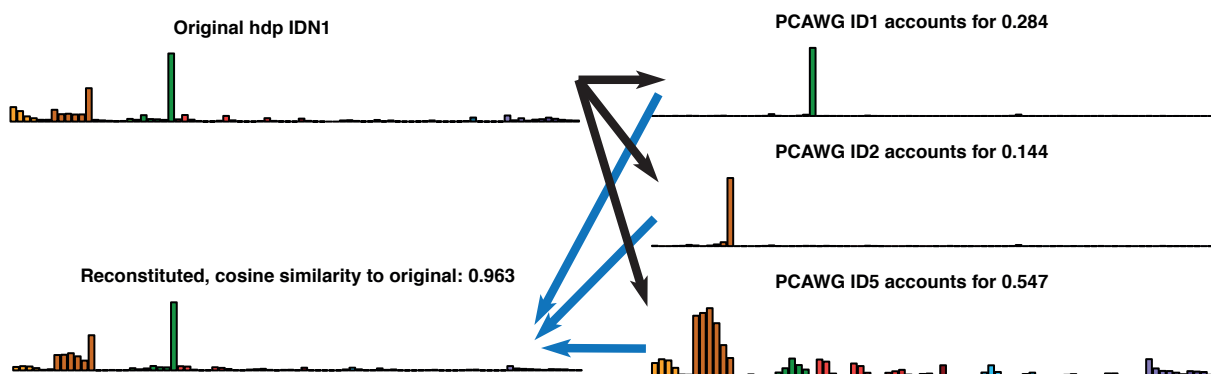 Original hdp IDN1
PCAWG ID1 accounts for 0.284
PCAWG ID2 accounts for 0.144
Reconstituted, cosine similarity to original: 0.963
PCAWG ID5 accounts for 0.547